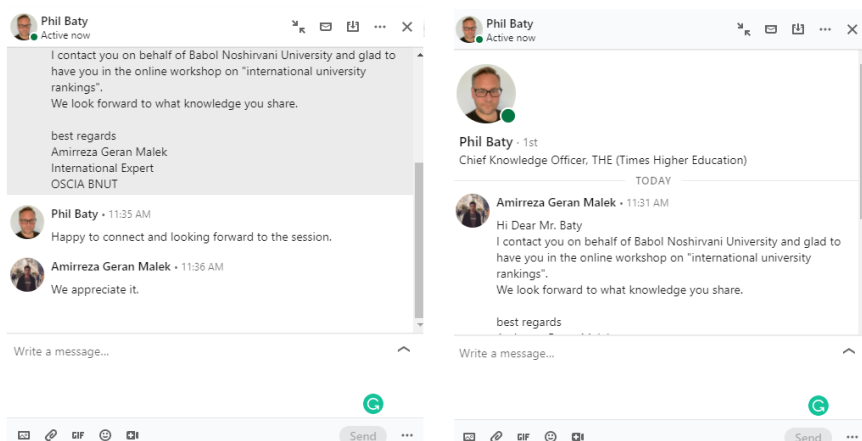 Phil Baty
Active now
I contact you on behalf of Babol Noshirvani University and glad to
have you in the online workshop on "international university
rankings".
We look forward to what knowledge you share.
best regards
Amirreza Geran Malek
International Expert
OSCIA BNUT
Phil Baty • 11:35 AM
Happy to connect and looking forward to the session.
Amirreza Geran Malek • 11:36 AM
We appreciate it.
Write a message...
GIF
Send
Phil Baty
Active now
Phil Baty · 1st
Chief Knowledge Officer, THE (Times Higher Education)
TODAY
Amirreza Geran Malek • 11:31 AM
Hi Dear Mr. Baty
I contact you on behalf of Babol Noshirvani University and glad to
have you in the online workshop on "international university
rankings".
We look forward to what knowledge you share.
best regards
Write a message...
GIF
Send